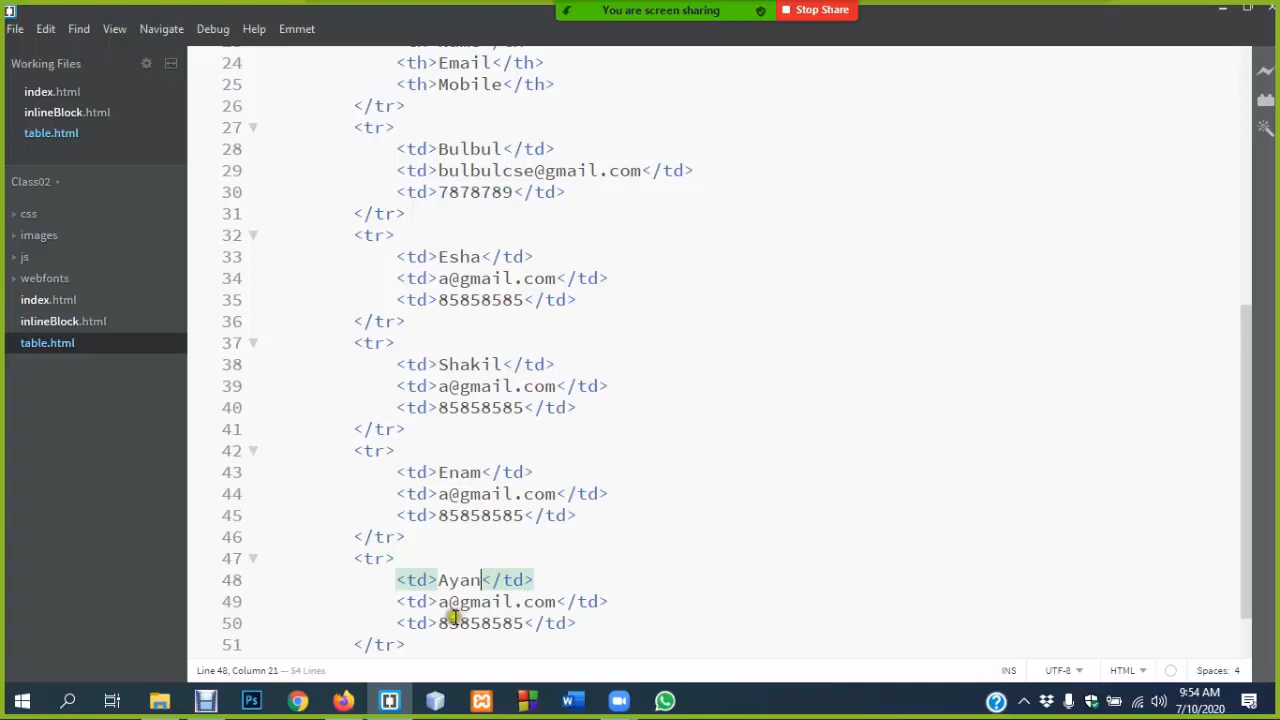 You are screen sharing
Stop Share
File Edit Find View Navigate Debug Help Emmet
Working Files
index.html
inlineBlock.html
table.html
Class02
css
images
js
webfonts
index.html
inlineBlock.html
table.html
24 <th>Email</th>
25 <th>Mobile</th>
26 </tr>
27 <tr>
28 <td>Bulbul</td>
29 <td>bulbulcse@gmail.com</td>
30 <td>7878789</td>
31 </tr>
32 <tr>
33 <td>Esha</td>
34 <td>a@gmail.com</td>
35 <td>85858585</td>
36 </tr>
37 <tr>
38 <td>Shakil</td>
39 <td>a@gmail.com</td>
40 <td>85858585</td>
41 </tr>
42 <tr>
43 <td>Enam</td>
44 <td>a@gmail.com</td>
45 <td>85858585</td>
46 </tr>
47 <tr>
48 <td>Ayan</td>
49 <td>a@gmail.com</td>
50 <td>85858585</td>
51 </tr>
Line 48, Column 21 — 54 Lines
INS UTF-8 HTML Spaces: 4
Ps
9:54 AM
7/10/2020